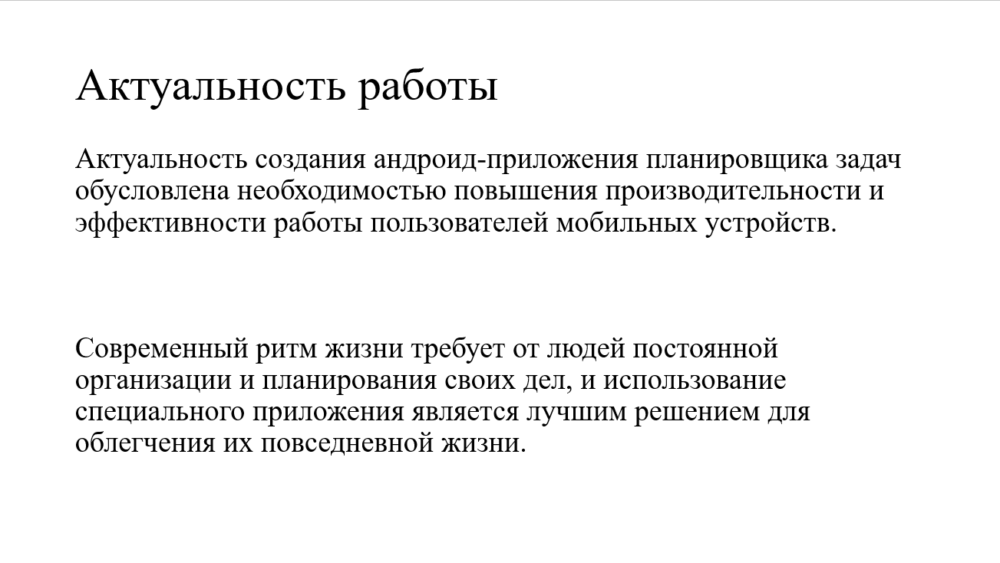 Актуальность работы
Актуальность создания андроид-приложения планировщика задач
обусловлена необходимостью повышения производительности и
эффективности работы пользователей мобильных устройств.
Современный ритм жизни требует от людей постоянной
организации и планирования своих дел, и использование
специального приложения является лучшим решением для
облегчения их повседневной жизни.